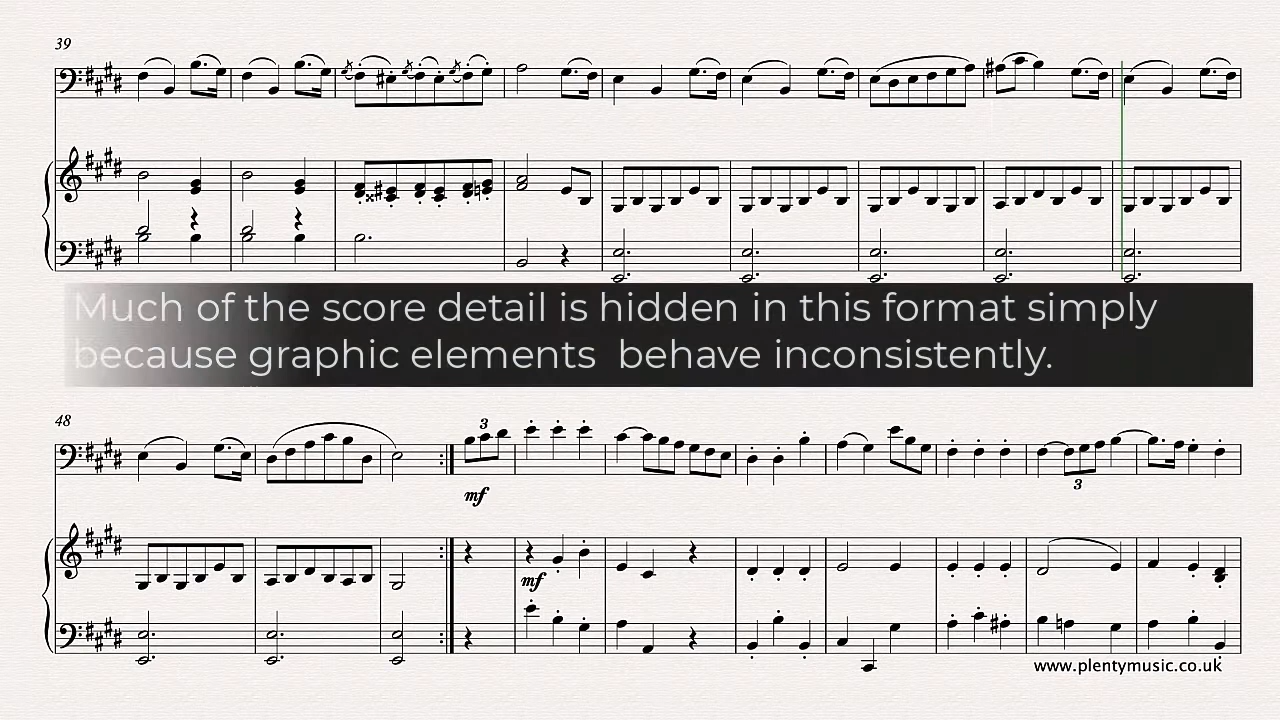 39
Much of the score detail is hidden in this format simply
because graphic elements  behave inconsistently.
48
3
mf
3
mf
www.plentymusic.co.uk